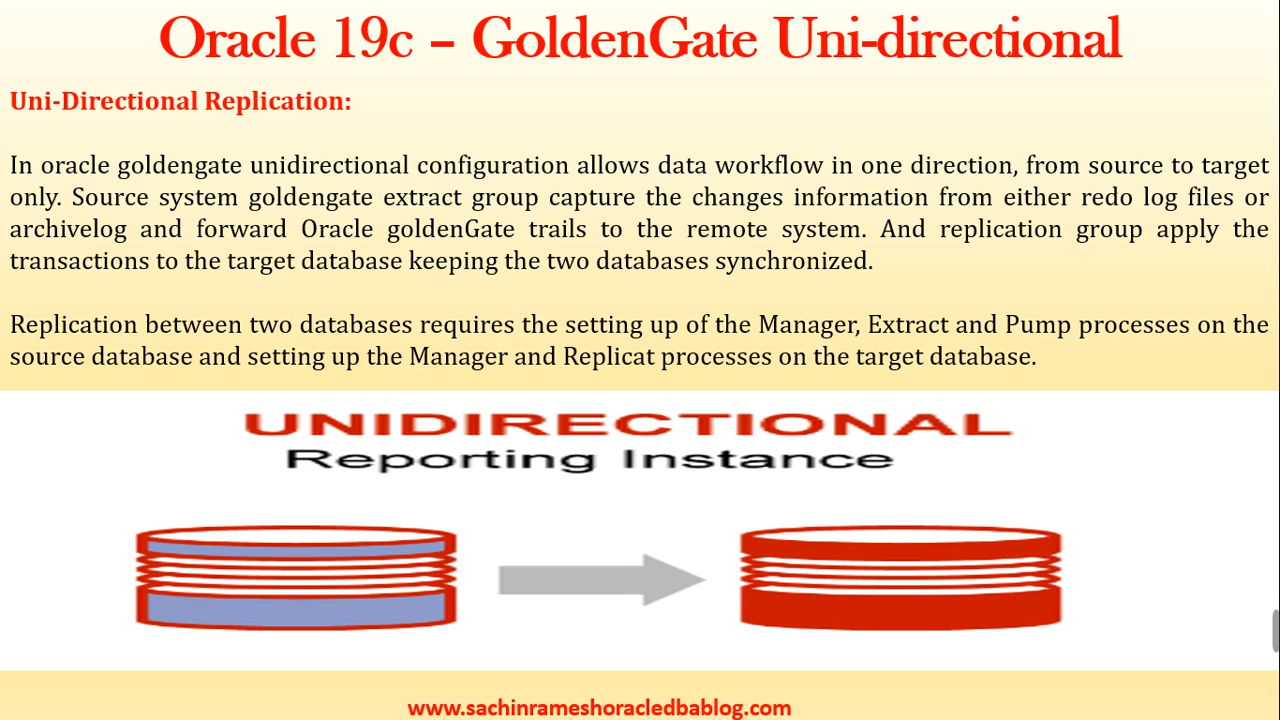 Oracle 19c – GoldenGate Uni-directional
Uni-Directional Replication:
In oracle goldengate unidirectional configuration allows data workflow in one direction, from source to target
only. Source system goldengate extract group capture the changes information from either redo log files or
archivelog and forward Oracle goldenGate trails to the remote system. And replication group apply the
transactions to the target database keeping the two databases synchronized.
Replication between two databases requires the setting up of the Manager, Extract and Pump processes on the
source database and setting up the Manager and Replicat processes on the target database.
UNIDIRECTIONAL
Reporting Instance
www.sachinrameshoracledbablog.com